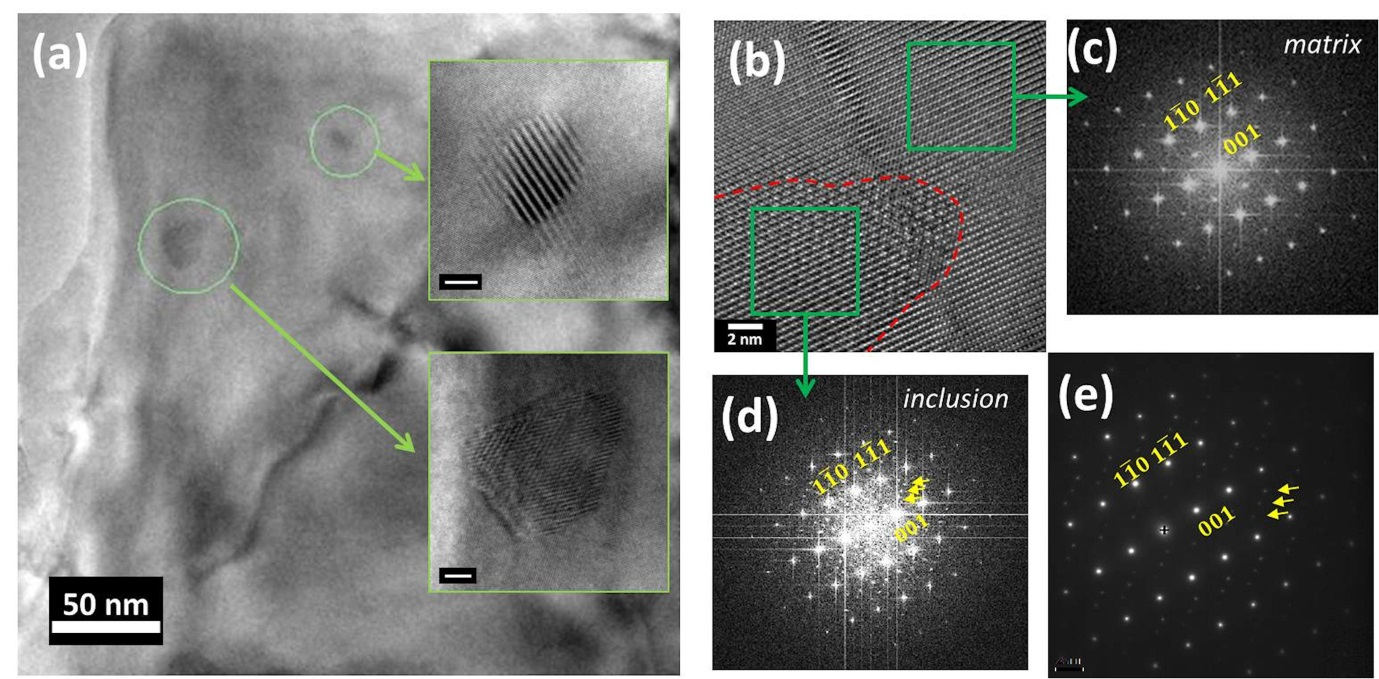 (a)
50 nm
(b)
2 nm
(c)
matrix
11̄0 11̄1
001
(d)
inclusion
11̄0 11̄1
001
(e)
11̄0 11̄1
001